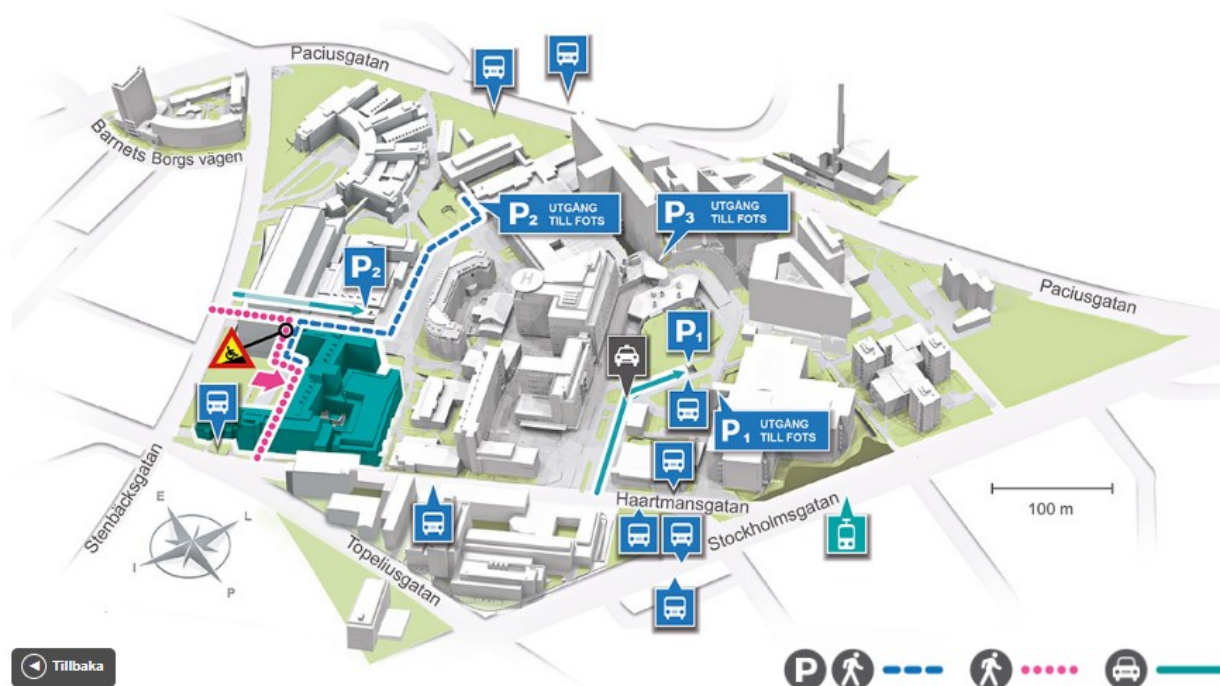 Paciusgatan
Barnets Borgs vägen
P2 UTGÅNG
TILL FOTS
P3 UTGÅNG
TILL FOTS
P2
H
Paciusgatan
P1
P1 UTGÅNG
TILL FOTS
Haartmansgatan
Stockholmsgatan
100 m
Stenbäcksgatan
Topeliusgatan
E
L
I
P
Tillbaka
P